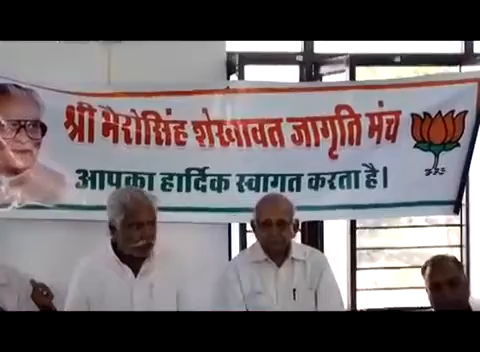 श्री भैरोसिंह शेखावत जागृति मंच
आपका हार्दिक स्वागत करता है।